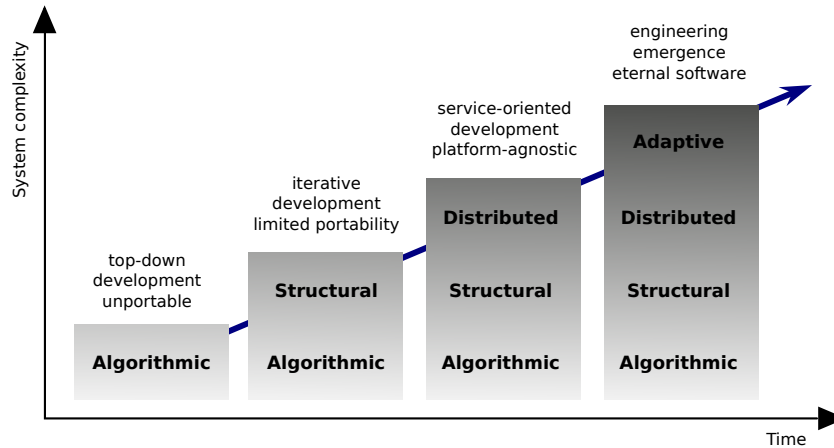 System complexity
engineering
emergence
eternal software
service-oriented
development
platform-agnostic
iterative
development
limited portability
top-down
development
unportable
Adaptive
Distributed
Distributed
Structural
Structural
Structural
Algorithmic
Algorithmic
Algorithmic
Algorithmic
Time